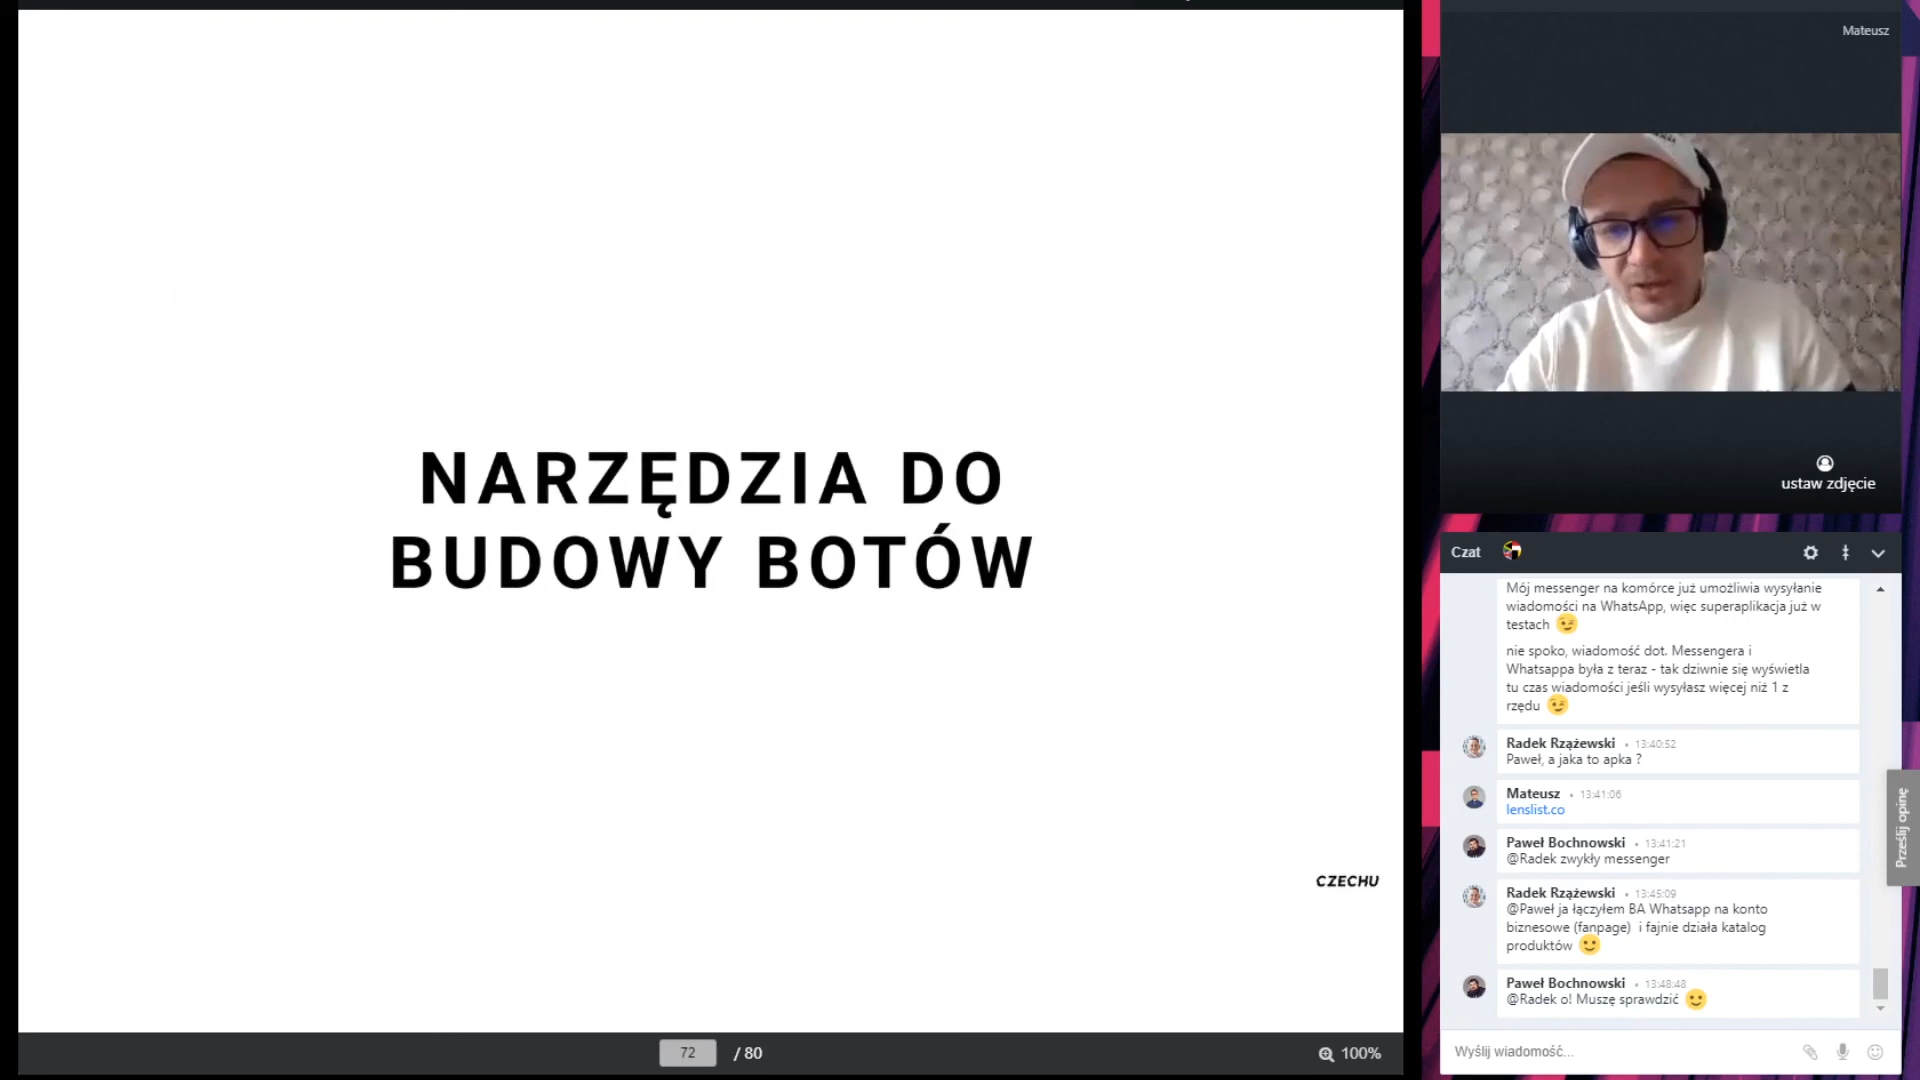 NARZĘDZIA DO
BUDOWY BOTÓW
CZECHU
72 / 80
100%
Mateusz
ustaw zdjęcie
Czat
Mój messenger na komórce już umożliwia wysyłanie
wiadomości na WhatsApp, więc superaplikacja już w
testach
nie spoko, wiadomość dot. Messengera i
Whatsappa była z teraz - tak dziwnie się wyświetla
tu czas wiadomości jeśli wysyłasz więcej niż 1 z
rzędu
Radek Rzążewski • 13:40:52
Paweł, a jaka to apka ?
Mateusz • 13:41:06
lenslist.co
Paweł Bochnowski • 13:41:21
@Radek zwykły messenger
Radek Rzążewski • 13:45:09
@Paweł ja łączyłem BA Whatsapp na konto
biznesowe (fanpage) i fajnie działa katalog
produktów
Paweł Bochnowski • 13:48:48
@Radek o! Muszę sprawdzić
Wyślij wiadomość...
Prześlij opinę